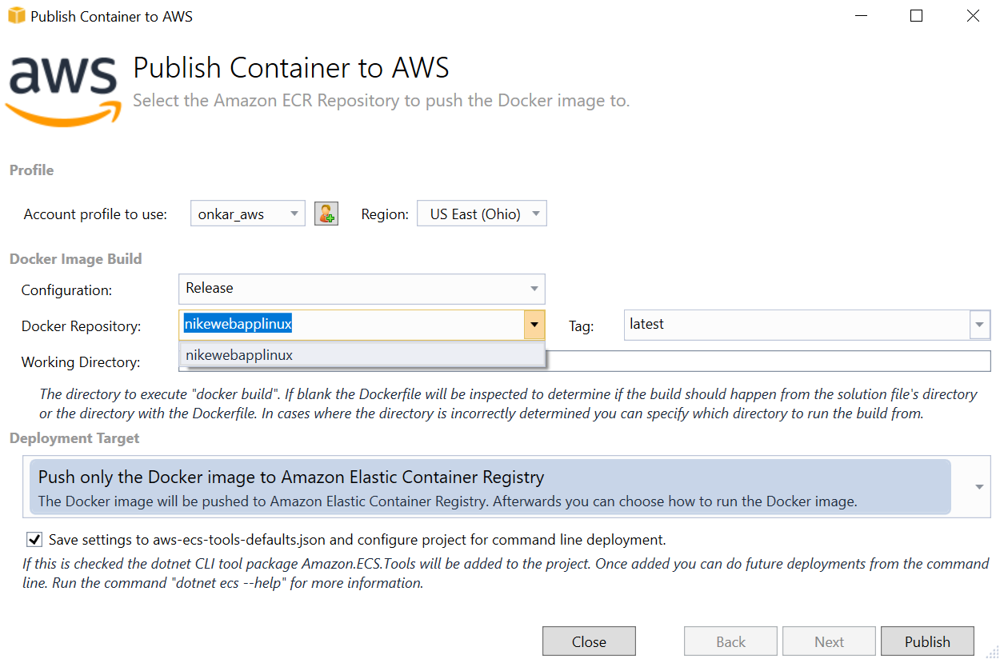 Publish Container to AWS
aws
Publish Container to AWS
Select the Amazon ECR Repository to push the Docker image to.
Profile
Account profile to use: onkar_aws Region: US East (Ohio)
Docker Image Build
Configuration: Release
Docker Repository: nikewebapplinux Tag: latest
nikewebapplinux
Working Directory:
The directory to execute "docker build". If blank the Dockerfile will be inspected to determine if the build should happen from the solution file's directory
or the directory with the Dockerfile. In cases where the directory is incorrectly determined you can specify which directory to run the build from.
Deployment Target
Push only the Docker image to Amazon Elastic Container Registry
The Docker image will be pushed to Amazon Elastic Container Registry. Afterwards you can choose how to run the Docker image.
Save settings to aws-ecs-tools-defaults.json and configure project for command line deployment.
If this is checked the dotnet CLI tool package Amazon.ECS.Tools will be added to the project. Once added you can do future deployments from the command
line. Run the command "dotnet ecs --help" for more information.
Close Back Next Publish